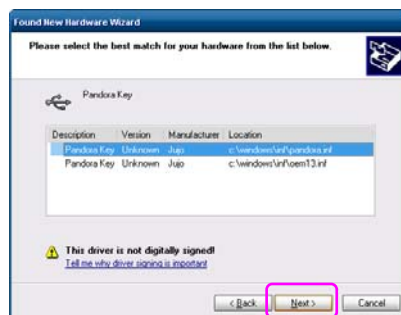 Found New Hardware Wizard
Please select the best match for your hardware from the list below.
Pandora Key
Description Version Manufacturer Location
Pandora Key Unknown Jujo c:\windows\inf\pandora.inf
Pandora Key Unknown Jujo c:\windows\inf\oem13.inf
This driver is not digitally signed!
Tell me why driver signing is important
< Back Next > Cancel